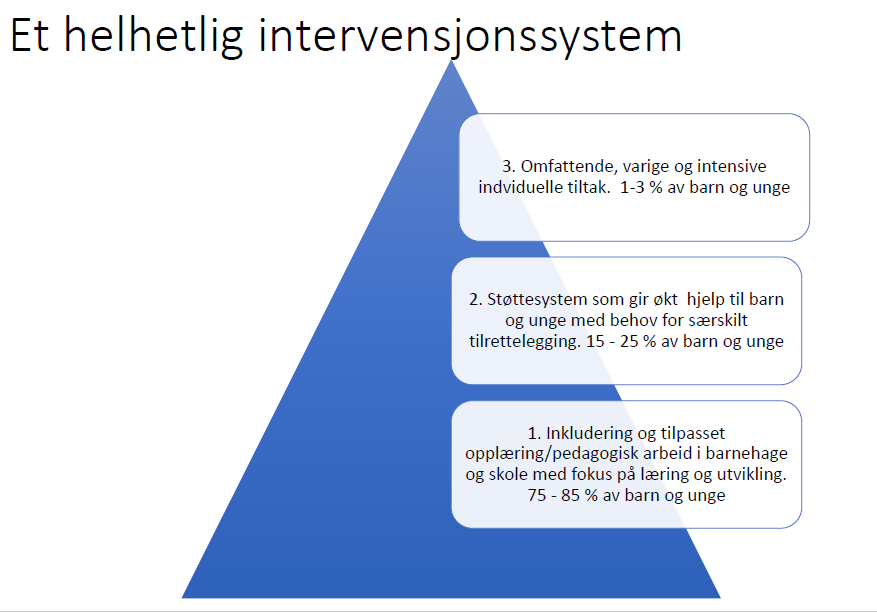 Et helhetlig intervensjonssystem
3. Omfattende, varige og intensive
indviduelle tiltak.  1-3 % av barn og unge
2. Støttesystem som gir økt  hjelp til barn
og unge med behov for særskilt
tilrettelegging. 15 - 25 % av barn og unge
1. Inkludering og tilpasset
opplæring/pedagogisk arbeid i barnehage
og skole med fokus på læring og utvikling.
75 - 85 % av barn og unge